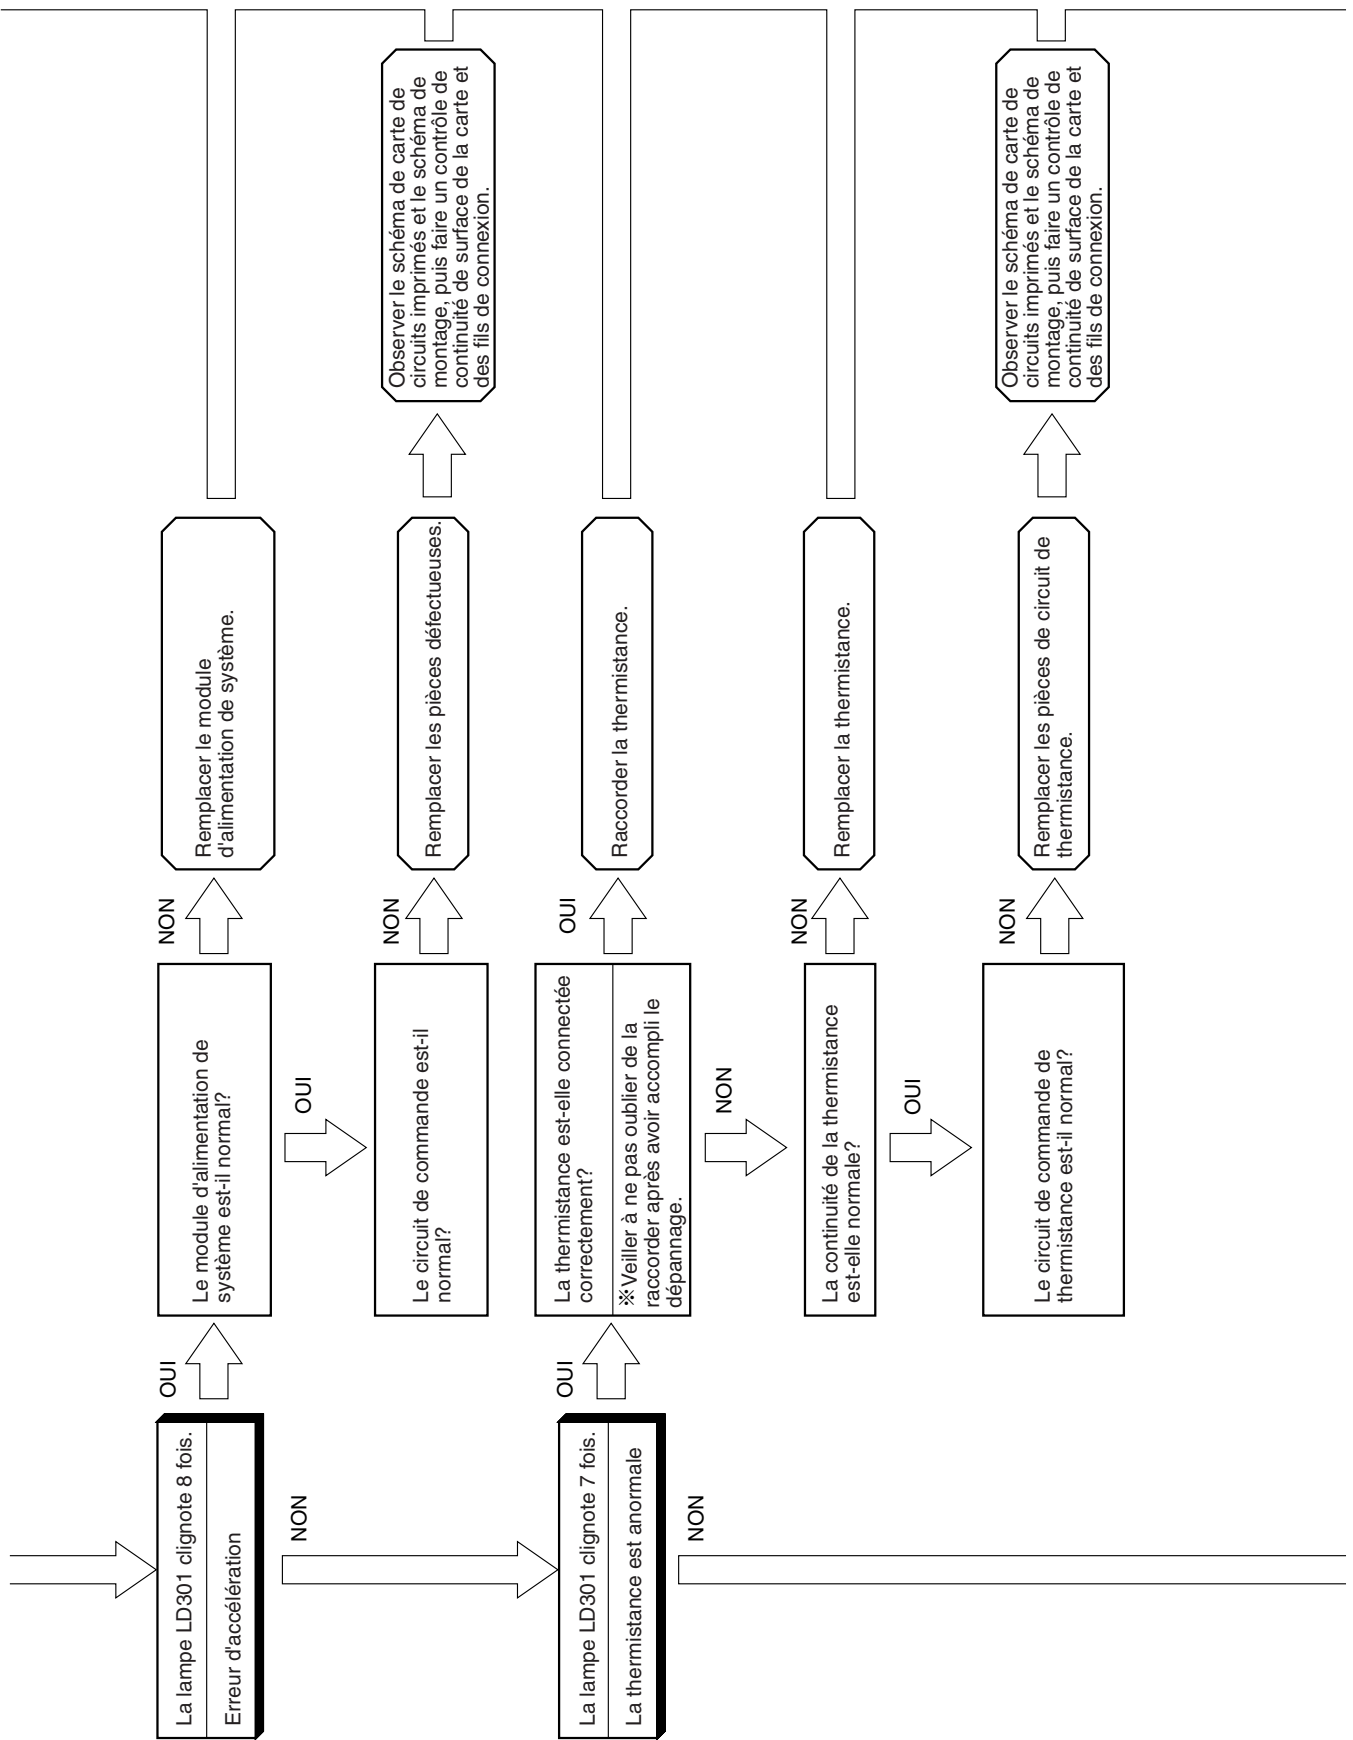 La lampe LD301 clignote 8 fois.
Erreur d'accélération
OUI
Le module d'alimentation de
système est-il normal?
NON
Remplacer le module
d'alimentation de système.
OUI
Le circuit de commande est-il
normal?
NON
Remplacer les pièces défectueuses.
Observer le schéma de carte de
circuits imprimés et le schéma de
montage, puis faire un contrôle de
continuité de surface de la carte et
des fils de connexion.
NON
La lampe LD301 clignote 7 fois.
La thermistance est anormale
OUI
La thermistance est-elle connectée
correctement?
※Veiller à ne pas oublier de la
raccorder après avoir accompli le
dépannage.
OUI
Raccorder la thermistance.
NON
La continuité de la thermistance
est-elle normale?
NON
Remplacer la thermistance.
OUI
Le circuit de commande de
thermistance est-il normal?
NON
Remplacer les pièces de circuit de
thermistance.
Observer le schéma de carte de
circuits imprimés et le schéma de
montage, puis faire un contrôle de
continuité de surface de la carte et
des fils de connexion.
NON